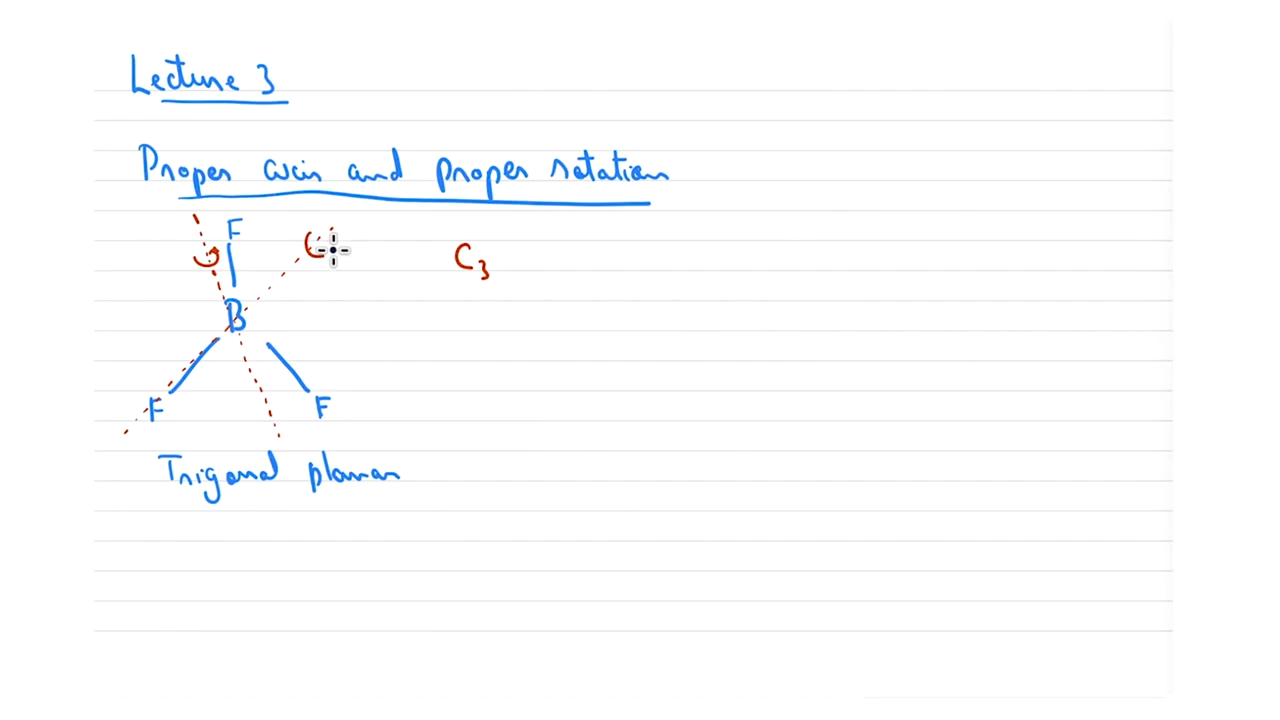 Lecture 3
Proper axis and proper rotation
F
C3
B
F F
Trigonal planar